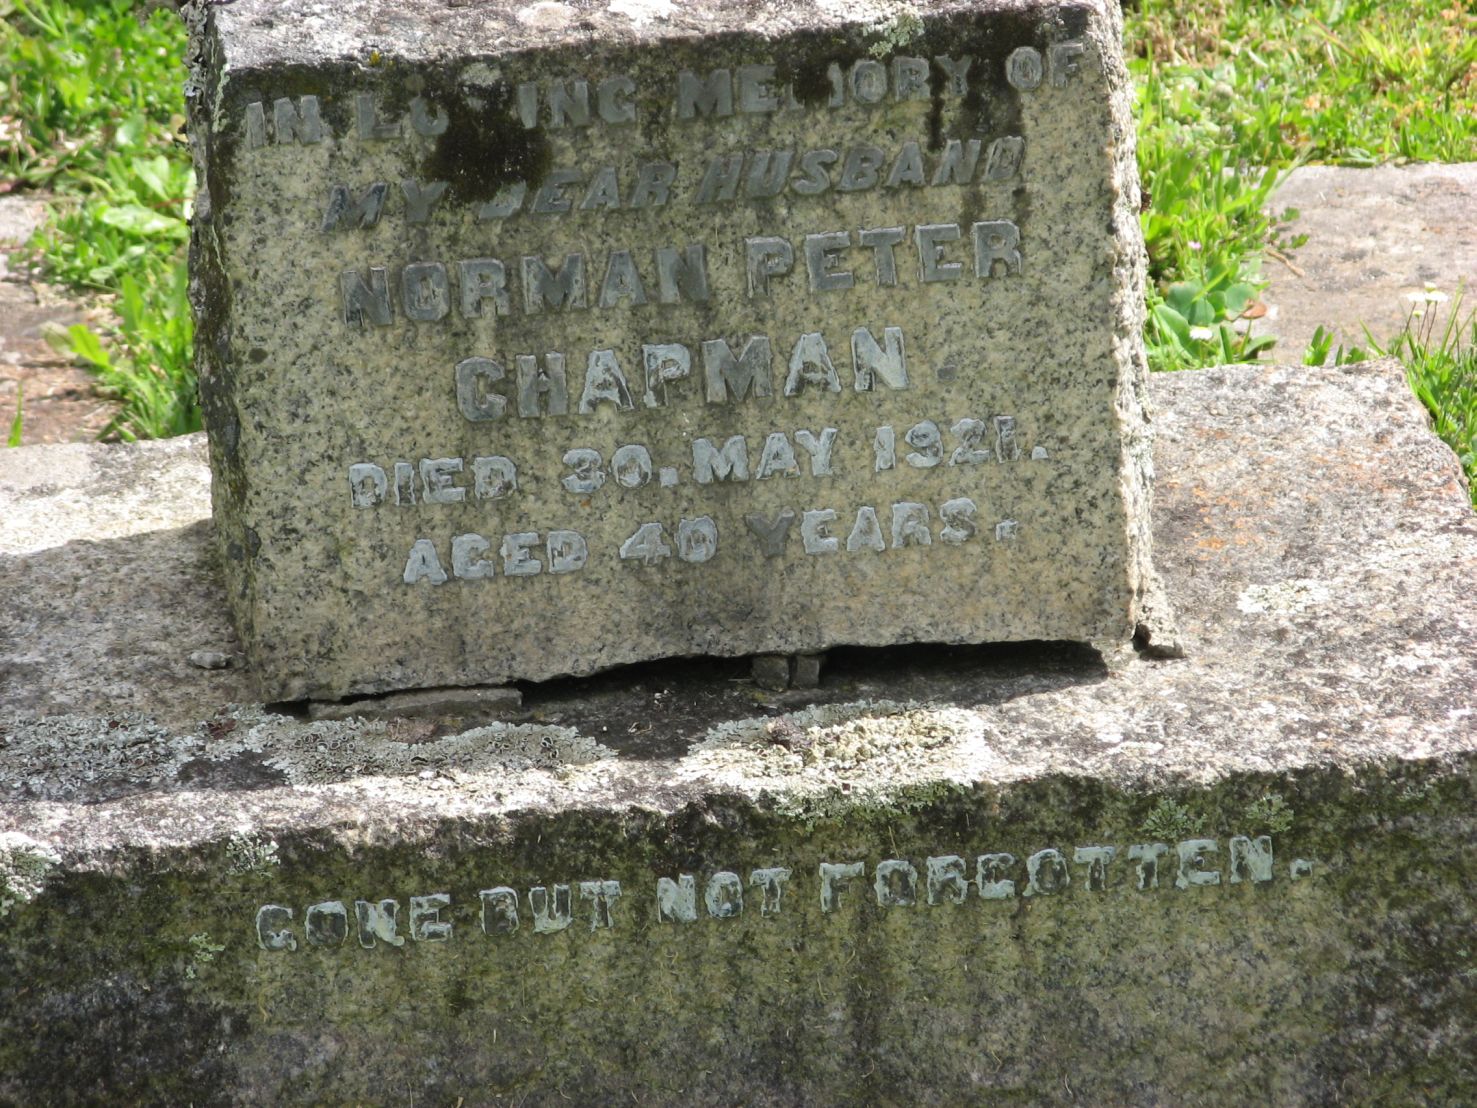 IN LOVING MEMORY OF
MY DEAR HUSBAND
NORMAN PETER
CHAPMAN.
DIED 30. MAY 1921.
AGED 40 YEARS.
GONE BUT NOT FORGOTTEN.